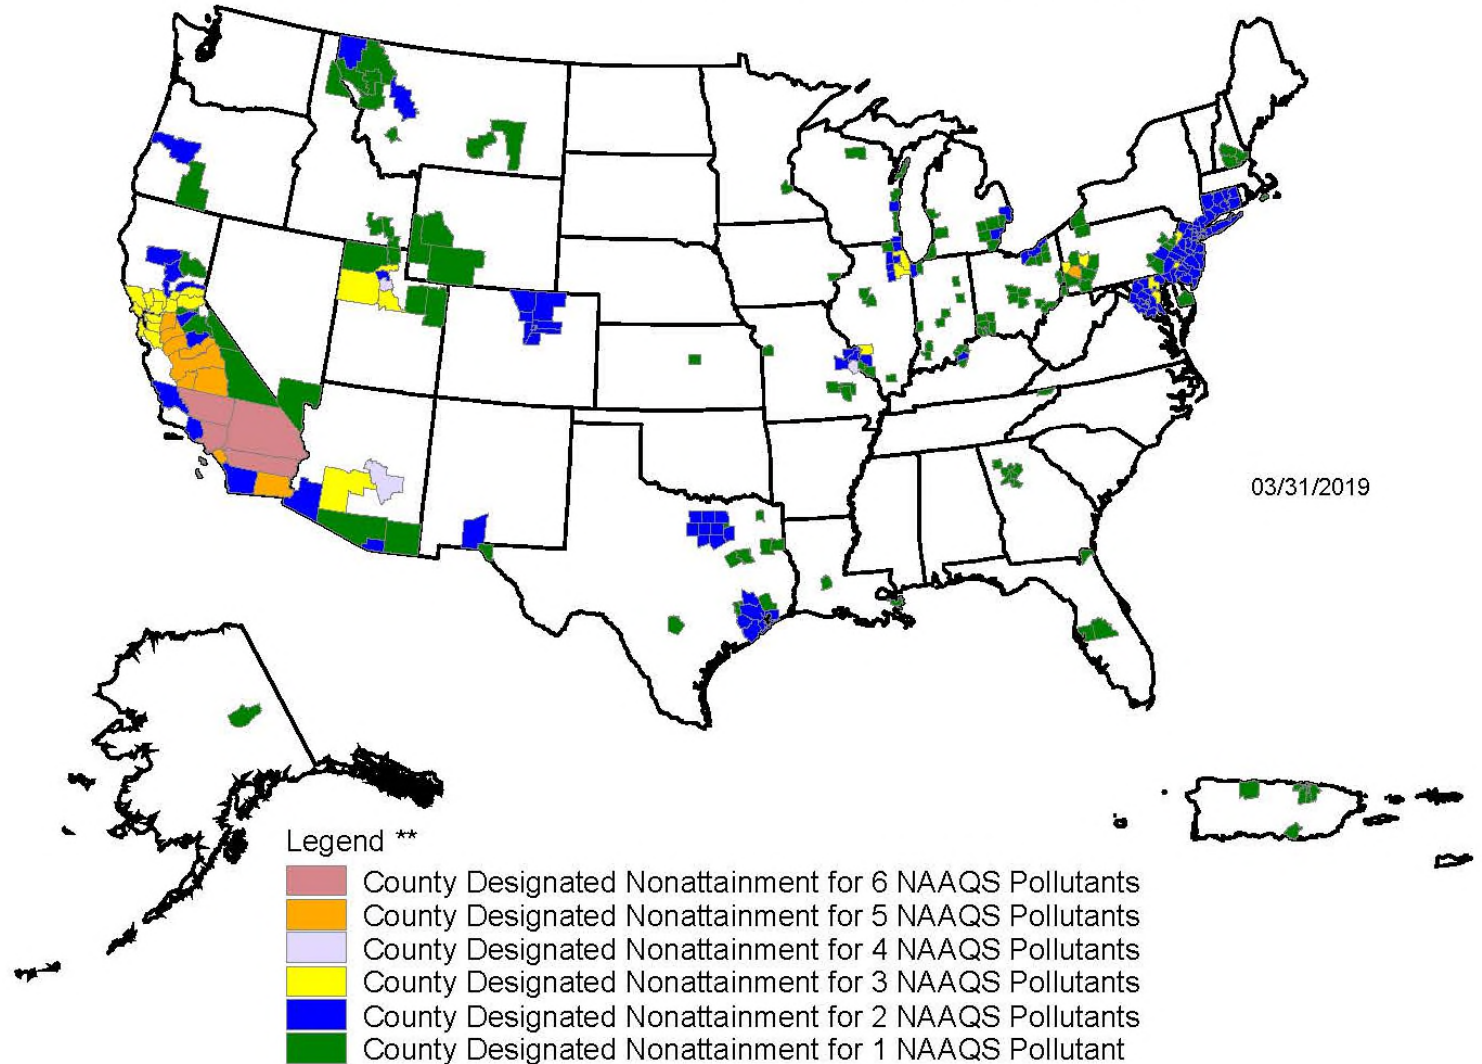 03/31/2019
Legend **
County Designated Nonattainment for 6 NAAQS Pollutants
County Designated Nonattainment for 5 NAAQS Pollutants
County Designated Nonattainment for 4 NAAQS Pollutants
County Designated Nonattainment for 3 NAAQS Pollutants
County Designated Nonattainment for 2 NAAQS Pollutants
County Designated Nonattainment for 1 NAAQS Pollutant